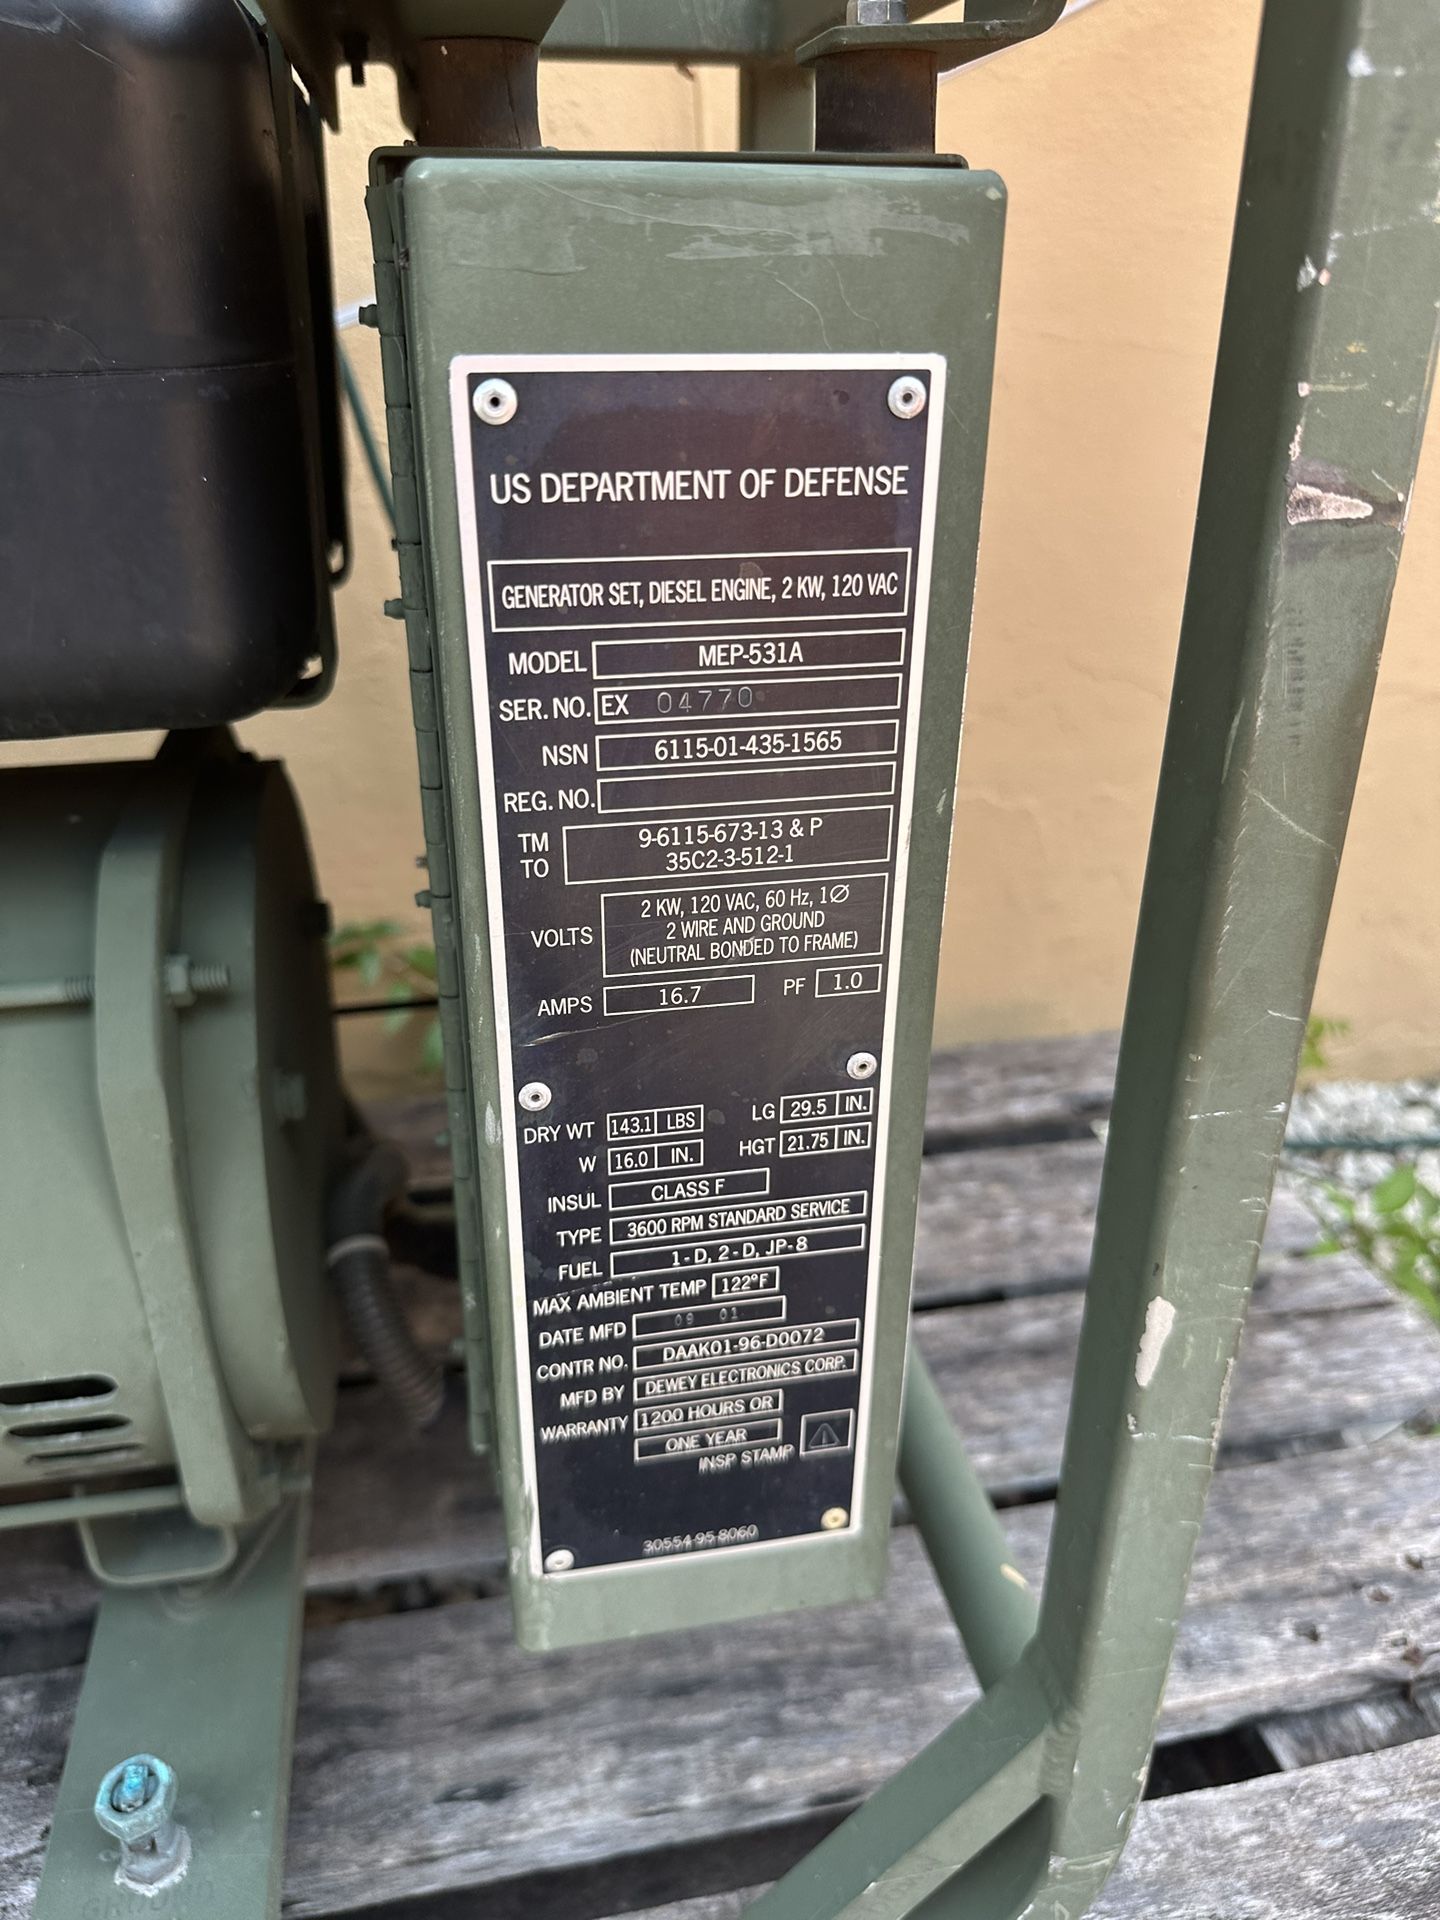 US DEPARTMENT OF DEFENSE
GENERATOR SET, DIESEL ENGINE, 2 KW, 120 VAC
MODEL MEP-531A
SER. NO. EX 04770
NSN 6115-01-435-1565
REG. NO.
TM 9-6115-673-13 & P
TO 35C2-3-512-1
VOLTS 2 KW, 120 VAC, 60 Hz, 1Ø
2 WIRE AND GROUND
(NEUTRAL BONDED TO FRAME)
AMPS 16.7 PF 1.0
DRY WT 143.1 LBS LG 29.5 IN.
W 16.0 IN. HGT 21.75 IN.
INSUL CLASS F
TYPE 3600 RPM STANDARD SERVICE
FUEL 1-D, 2-D, JP-8
MAX AMBIENT TEMP 122°F
DATE MFD 09 01
CONTR NO. DAAK01-96-D0072
MFD BY DEWEY ELECTRONICS CORP.
WARRANTY 1200 HOURS OR
ONE YEAR
INSP STAMP
30554-95-8060
GROUND